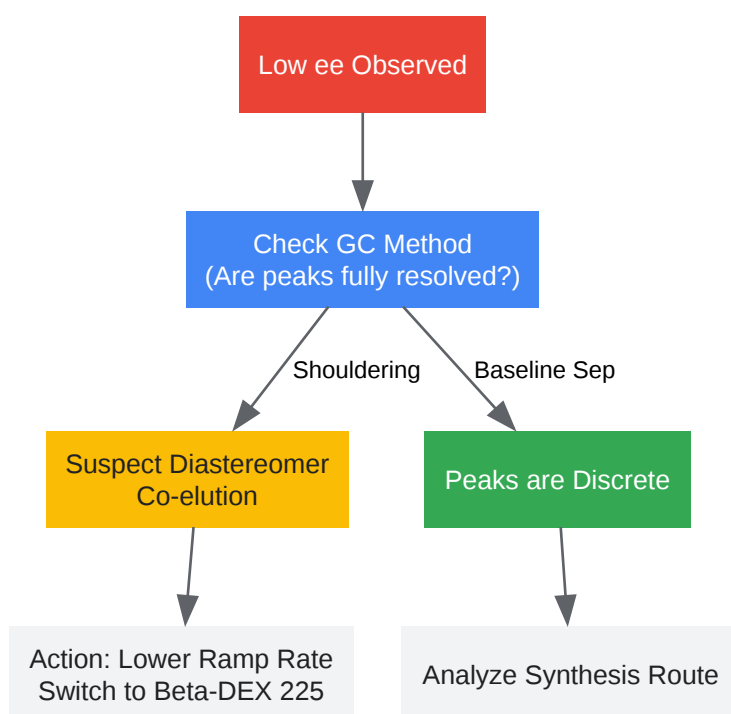 Low ee Observed
Check GC Method
(Are peaks fully resolved?)
Shouldering
Baseline Sep
Suspect Diastereomer
Co-elution
Peaks are Discrete
Action: Lower Ramp Rate
Switch to Beta-DEX 225
Analyze Synthesis Route